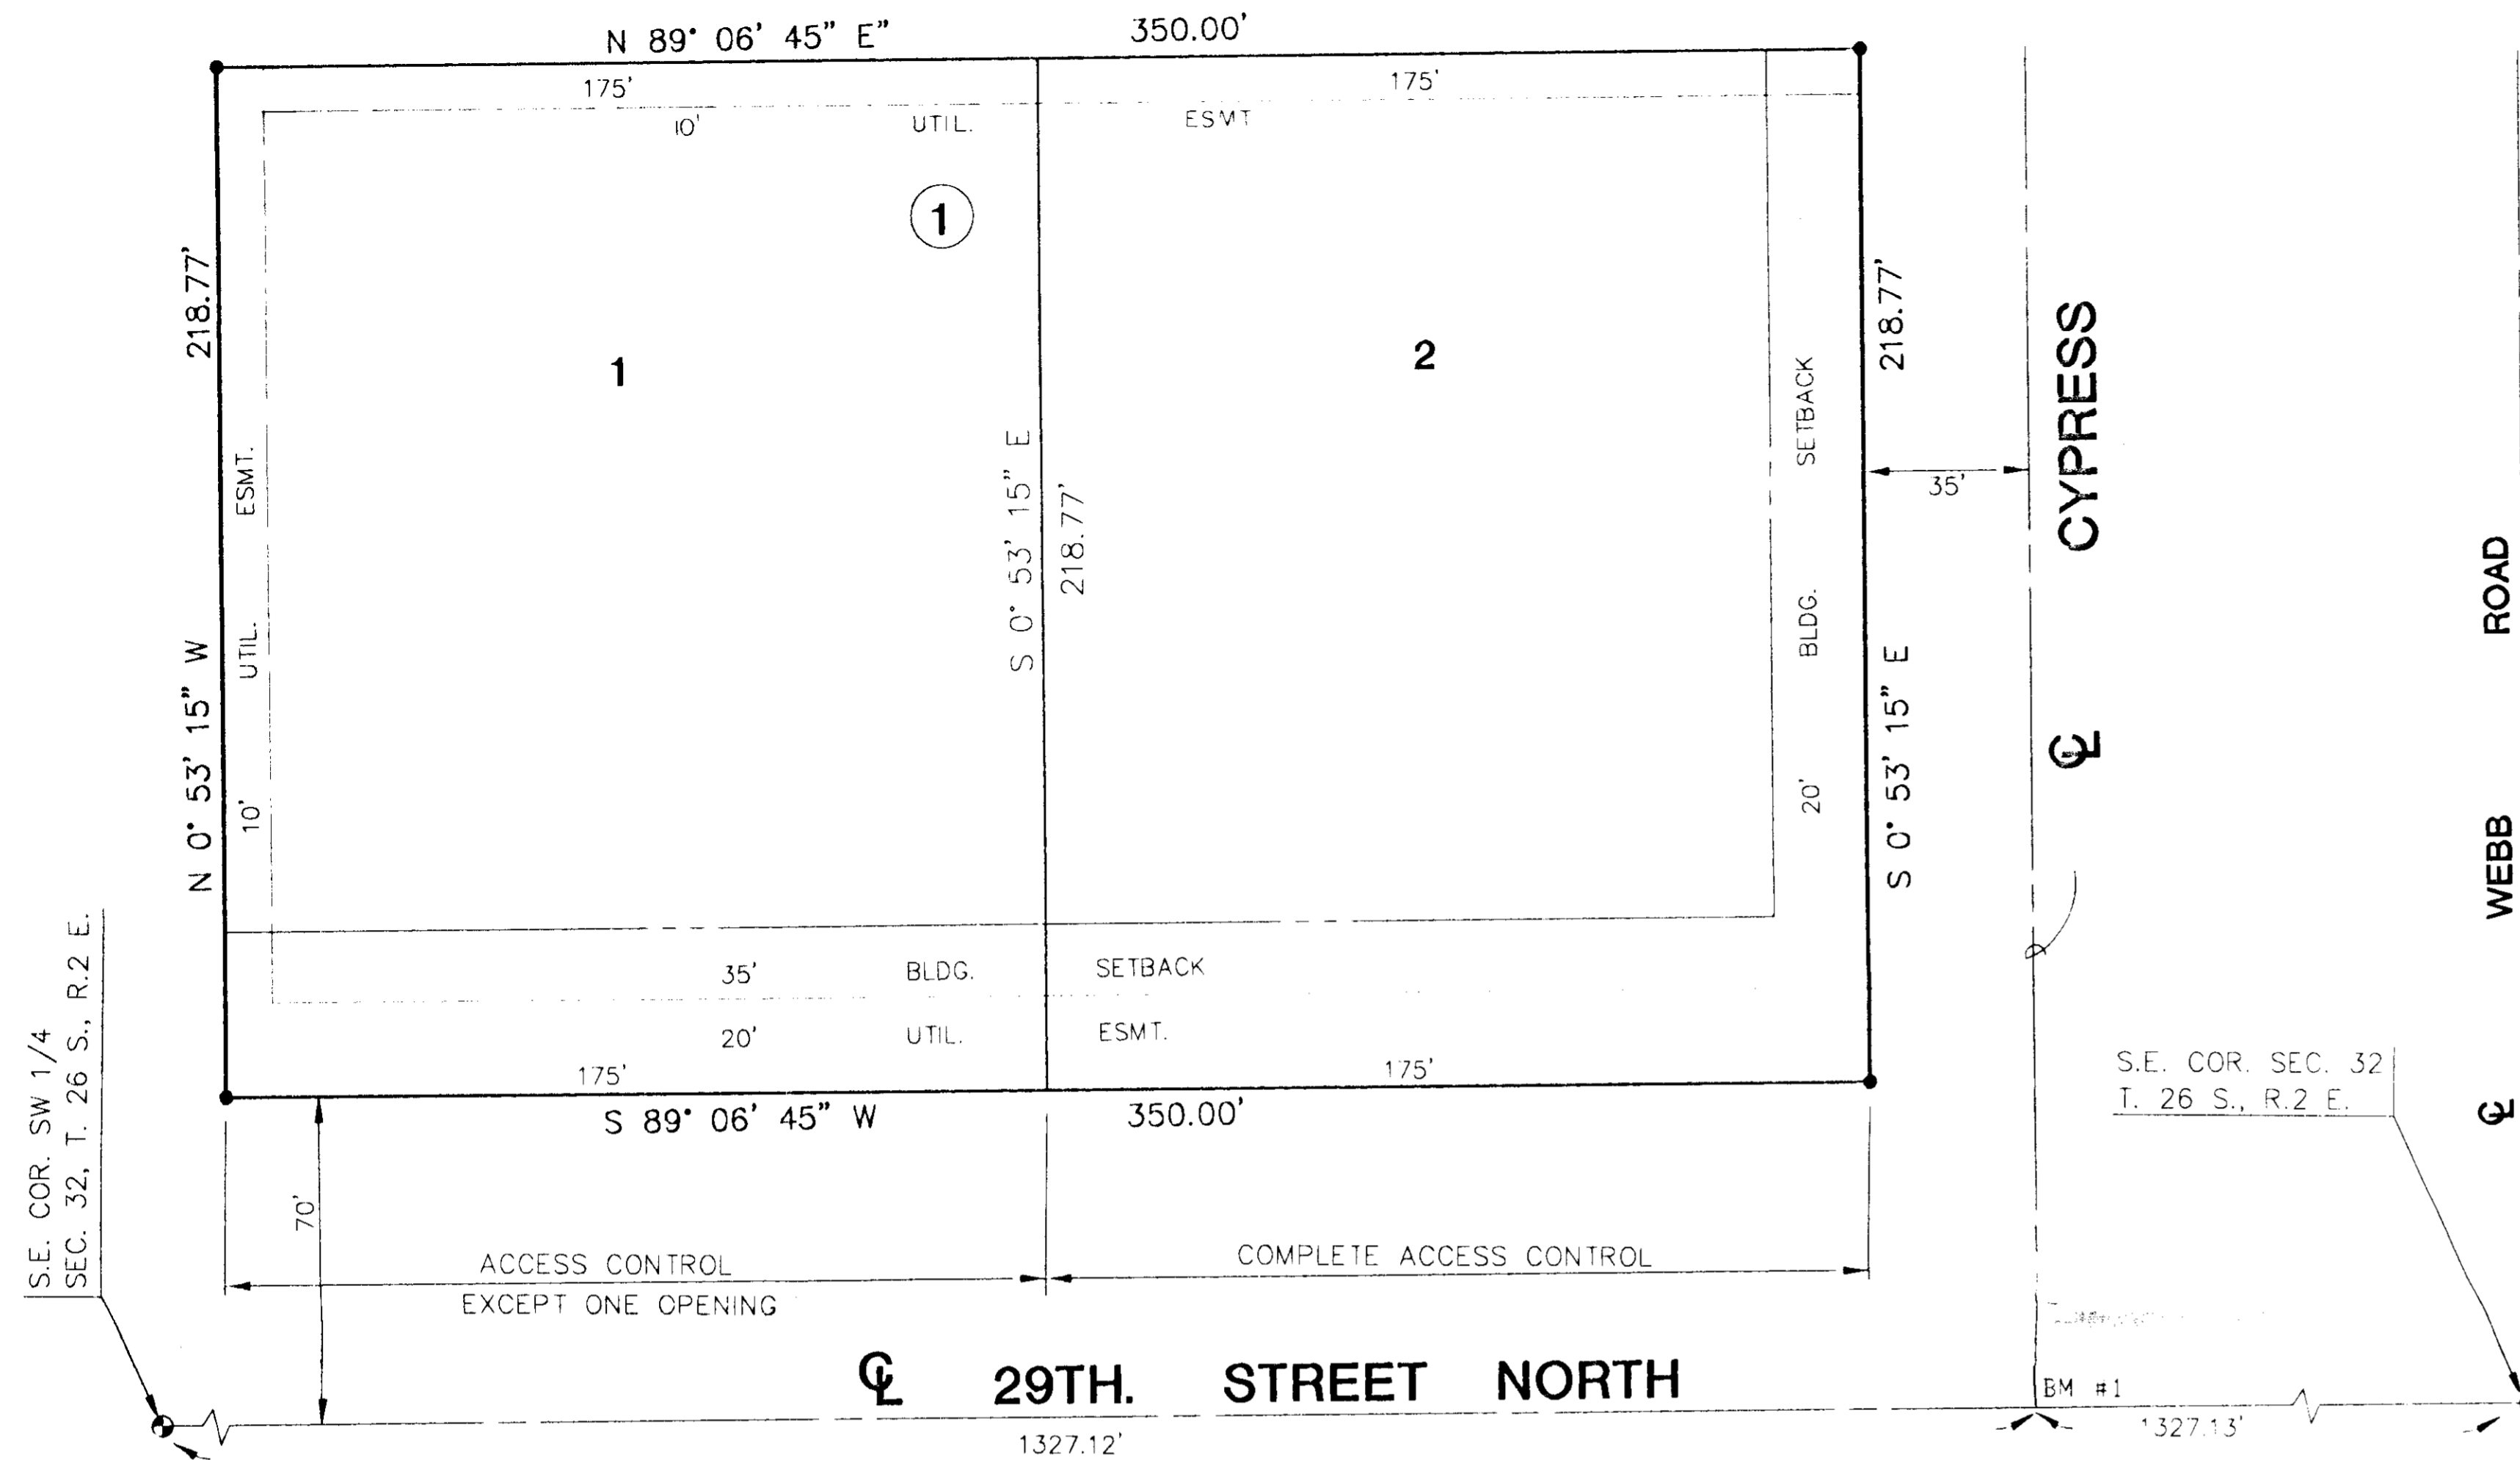 N 89° 06' 45" E" 350.00'
175' 175'
10' UTIL. ESMT
1
1
2
218.77'
N 0° 53' 15" W
10' UTIL. ESMT.
S 0° 53' 15" E
218.77'
20' BLDG. SETBACK
218.77'
S 0° 53' 15" E
35'
CYPRESS
℄
WEBB ROAD
℄
35' BLDG. SETBACK
20' UTIL. ESMT.
175' 175'
S 89° 06' 45" W 350.00'
S.E. COR. SW 1/4
SEC. 32, T. 26 S., R.2 E.
S.E. COR. SEC. 32
T. 26 S., R.2 E.
70'
ACCESS CONTROL
EXCEPT ONE OPENING
COMPLETE ACCESS CONTROL
℄ 29TH. STREET NORTH
BM #1
1327.12' 1327.13'